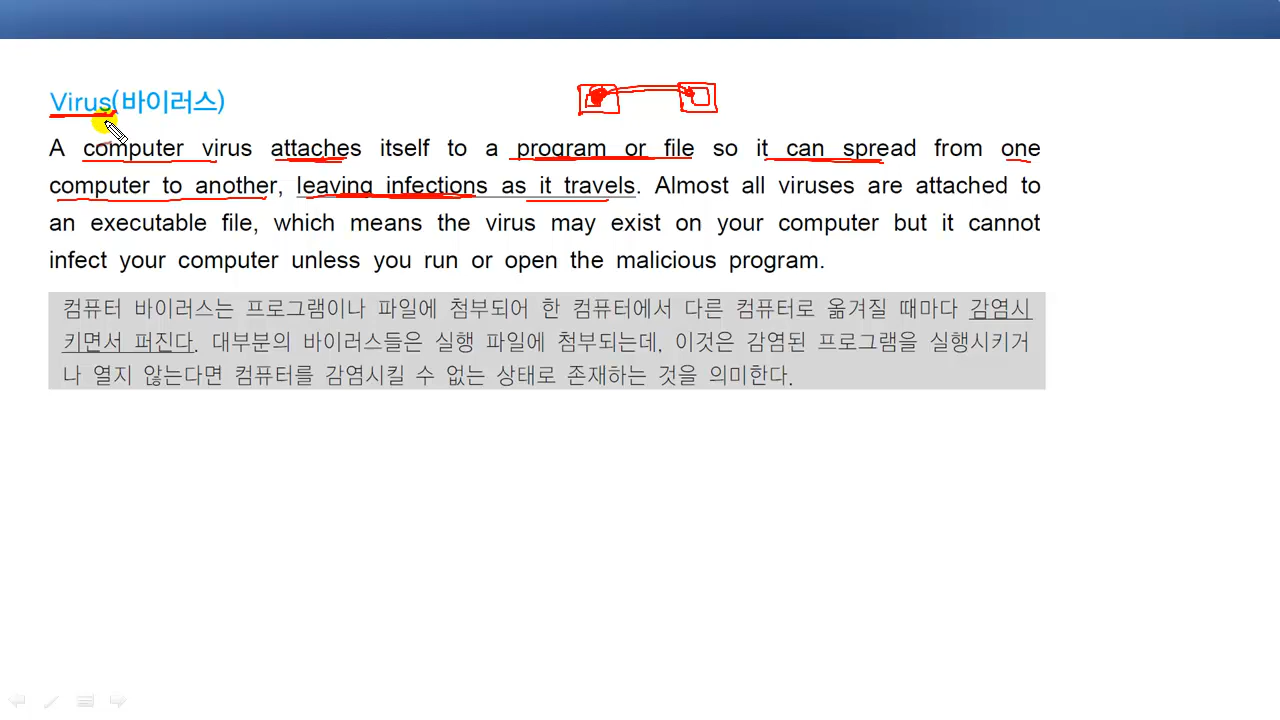 Virus(바이러스)
A computer virus attaches itself to a program or file so it can spread from one
computer to another, leaving infections as it travels. Almost all viruses are attached to
an executable file, which means the virus may exist on your computer but it cannot
infect your computer unless you run or open the malicious program.
컴퓨터 바이러스는 프로그램이나 파일에 첨부되어 한 컴퓨터에서 다른 컴퓨터로 옮겨질 때마다 감염시
키면서 퍼진다. 대부분의 바이러스들은 실행 파일에 첨부되는데, 이것은 감염된 프로그램을 실행시키거
나 열지 않는다면 컴퓨터를 감염시킬 수 없는 상태로 존재하는 것을 의미한다.